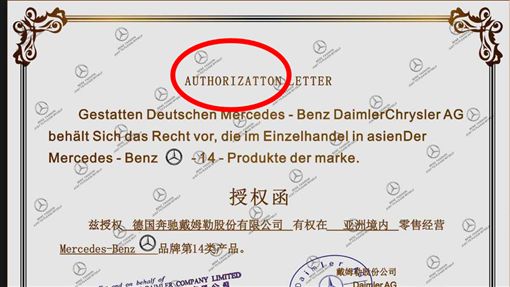 AUTHORIZATTON LETTER
Gestatten Deutschen Mercedes - Benz DaimlerChrysler AG
behält Sich das Recht vor, die im Einzelhandel in asienDer
Mercedes - Benz - 14 - Produkte der marke.
授权函
兹授权 德国奔驰戴姆勒股份有限公司 有权在 亚洲境内 零售经营
Mercedes-Benz 品牌第14类产品。
and on behalf of
DAIMLER COMPANY LIMITED
Daimler
戴姆勒股份公司
Daimler AG